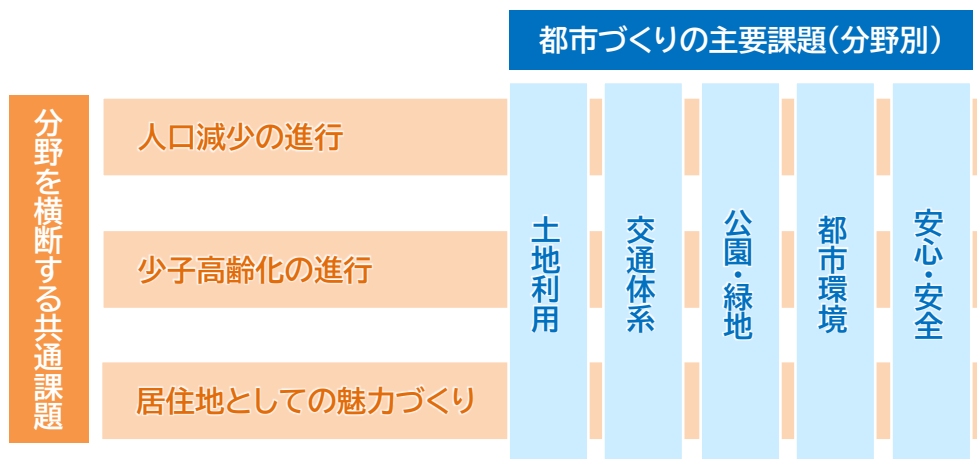 都市づくりの主要課題（分野別）
分野を横断する共通課題
人口減少の進行
少子高齢化の進行
居住地としての魅力づくり
土地利用
交通体系
公園・緑地
都市環境
安心・安全